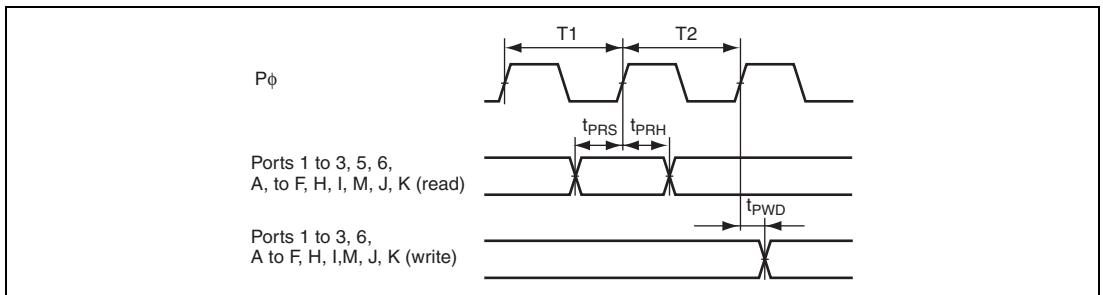 T1
T2
Pϕ
tPRS
tPRH
Ports 1 to 3, 5, 6,
A, to F, H, I, M, J, K (read)
tPWD
Ports 1 to 3, 6,
A to F, H, I,M, J, K (write)